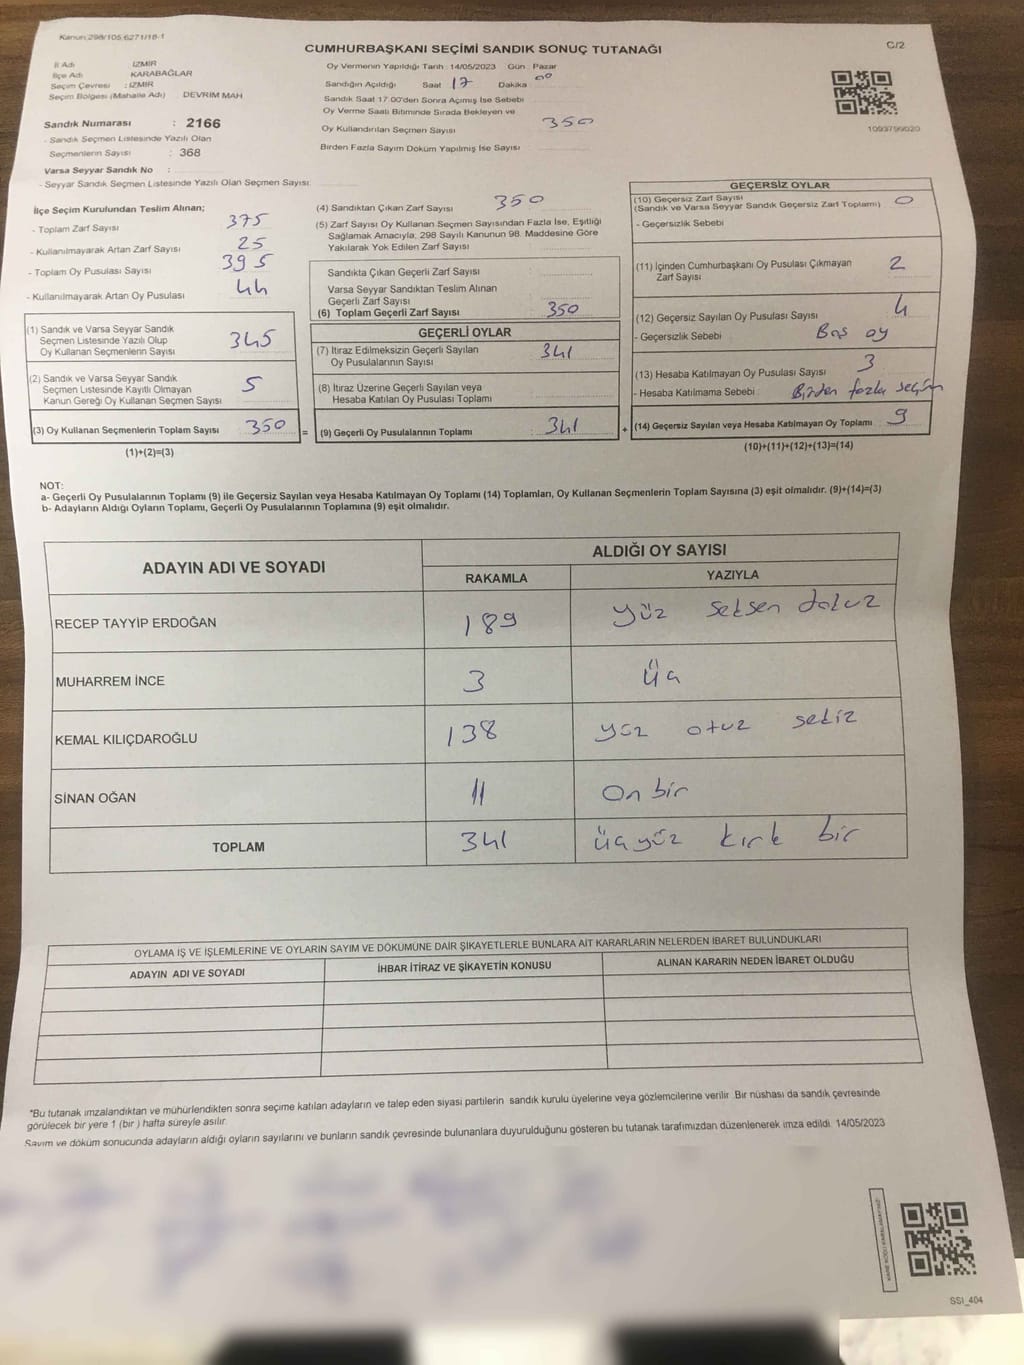 Kanun:298/105,6271/18-1
C/2
CUMHURBAŞKANI SEÇİMİ SANDIK SONUÇ TUTANAĞI
İl Adı : İZMİR
İlçe Adı : KARABAĞLAR
Seçim Çevresi : İZMİR
Seçim Bölgesi (Mahalle Adı) : DEVRİM MAH
Sandık Numarası : 2166
- Sandık Seçmen Listesinde Yazılı Olan
Seçmenlerin Sayısı : 368
Varsa Seyyar Sandık No :
- Seyyar Sandık Seçmen Listesinde Yazılı Olan Seçmen Sayısı:
Oy Vermenin Yapıldığı Tarih :14/05/2023 Gün : Pazar
Sandığın Açıldığı Saat 17 Dakika 00
Sandık Saat 17.00'den Sonra Açımış İse Sebebi
Oy Verme Saati Bitiminde Sırada Bekleyen ve
Oy Kullandırılan Seçmen Sayısı 350
Birden Fazla Sayım Döküm Yapılmış İse Sayısı
1093799020
İlçe Seçim Kurulundan Teslim Alınan;
- Toplam Zarf Sayısı 375
- Kullanılmayarak Artan Zarf Sayısı 25
- Toplam Oy Pusulası Sayısı 395
- Kullanılmayarak Artan Oy Pusulası 44
(1) Sandık ve Varsa Seyyar Sandık
Seçmen Listesinde Yazılı Olup
Oy Kullanan Seçmenlerin Sayısı 345
(2) Sandık ve Varsa Seyyar Sandık
Seçmen Listesinde Kayıtlı Olmayan
Kanun Gereği Oy Kullanan Seçmen Sayısı 5
(3) Oy Kullanan Seçmenlerin Toplam Sayısı 350 =
(1)+(2)=(3)
(4) Sandıktan Çıkan Zarf Sayısı 350
(5) Zarf Sayısı Oy Kullanan Seçmen Sayısından Fazla İse, Eşitliği
Sağlamak Amacıyla, 298 Sayılı Kanunun 98. Maddesine Göre
Yakılarak Yok Edilen Zarf Sayısı
Sandıkta Çıkan Geçerli Zarf Sayısı
Varsa Seyyar Sandıktan Teslim Alınan
Geçerli Zarf Sayısı
(6) Toplam Geçerli Zarf Sayısı 350
GEÇERLİ OYLAR
(7) İtiraz Edilmeksizin Geçerli Sayılan
Oy Pusulalarının Sayısı 341
(8) İtiraz Üzerine Geçerli Sayılan veya
Hesaba Katılan Oy Pusulası Toplamı
(9) Geçerli Oy Pusulalarının Toplamı : 341 +
GEÇERSİZ OYLAR
(10) Geçersiz Zarf Sayısı
(Sandık ve Varsa Seyyar Sandık Geçersiz Zarf Toplamı) 0
- Geçersizlik Sebebi
(11) İçinden Cumhurbaşkanı Oy Pusulası Çıkmayan
Zarf Sayısı 2
(12) Geçersiz Sayılan Oy Pusulası Sayısı 4
- Geçersizlik Sebebi Boş oy
(13) Hesaba Katılmayan Oy Pusulası Sayısı 3
- Hesaba Katılmama Sebebi Birden fazla seçim
(14) Geçersiz Sayılan veya Hesaba Katılmayan Oy Toplamı 9
(10)+(11)+(12)+(13)=(14)
NOT:
a- Geçerli Oy Pusulalarının Toplamı (9) ile Geçersiz Sayılan veya Hesaba Katılmayan Oy Toplamı (14) Toplamları, Oy Kullanan Seçmenlerin Toplam Sayısına (3) eşit olmalıdır. (9)+(14)=(3)
b- Adayların Aldığı Oyların Toplamı, Geçerli Oy Pusulalarının Toplamına (9) eşit olmalıdır.
ADAYIN ADI VE SOYADI ALDIĞI OY SAYISI
RAKAMLA YAZIYLA
RECEP TAYYİP ERDOĞAN 189 yüz seksen dokuz
MUHARREM İNCE 3 üç
KEMAL KILIÇDAROĞLU 138 yüz otuz sekiz
SİNAN OĞAN 11 On bir
TOPLAM 341 üçyüz kırk bir
OYLAMA İŞ VE İŞLEMLERİNE VE OYLARIN SAYIM VE DÖKÜMÜNE DAİR ŞİKAYETLERLE BUNLARA AİT KARARLARIN NELERDEN İBARET BULUNDUKLARI
ADAYIN ADI VE SOYADI İHBAR İTİRAZ VE ŞİKAYETİN KONUSU ALINAN KARARIN NEDEN İBARET OLDUĞU
*Bu tutanak imzalandıktan ve mühürlendikten sonra seçime katılan adayların ve talep eden siyasi partilerin sandık kurulu üyelerine veya gözlemcilerine verilir. Bir nüshası da sandık çevresinde
görülecek bir yere 1 (bir ) hafta süreyle asılır.
Sayım ve döküm sonucunda adayların aldığı oyların sayılarını ve bunların sandık çevresinde bulunanlara duyurulduğunu gösteren bu tutanak tarafımızdan düzenlenerek imza edildi. 14/05/2023
SSI_404